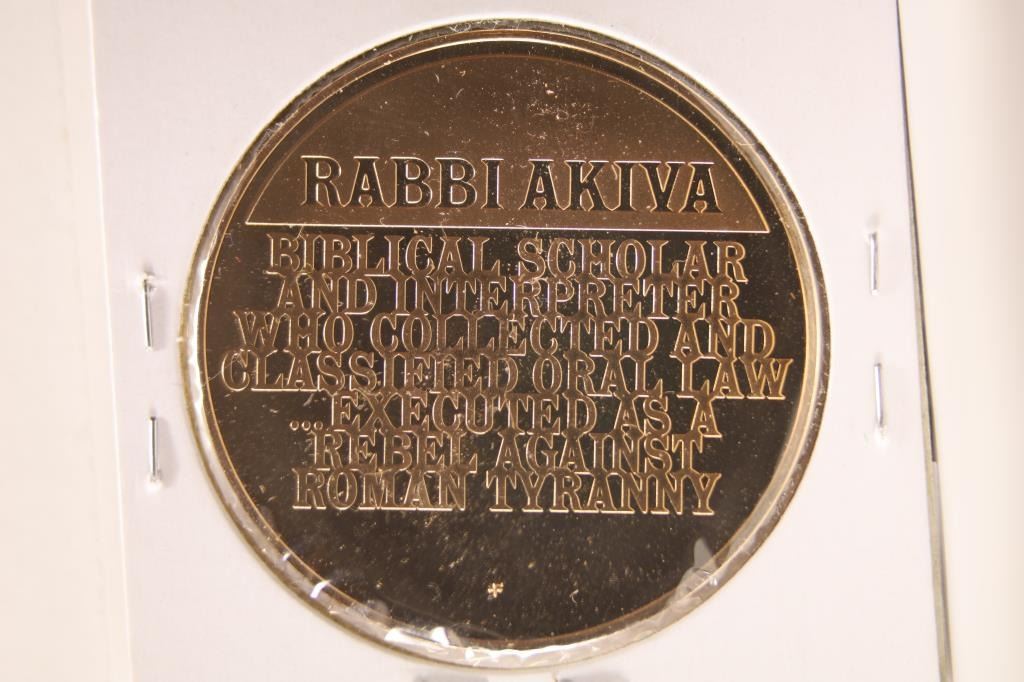 RABBI AKIVA
BIBLICAL SCHOLAR
AND INTERPRETER
WHO COLLECTED AND
CLASSIFIED ORAL LAW
...EXECUTED AS A
REBEL AGAINST
ROMAN TYRANNY